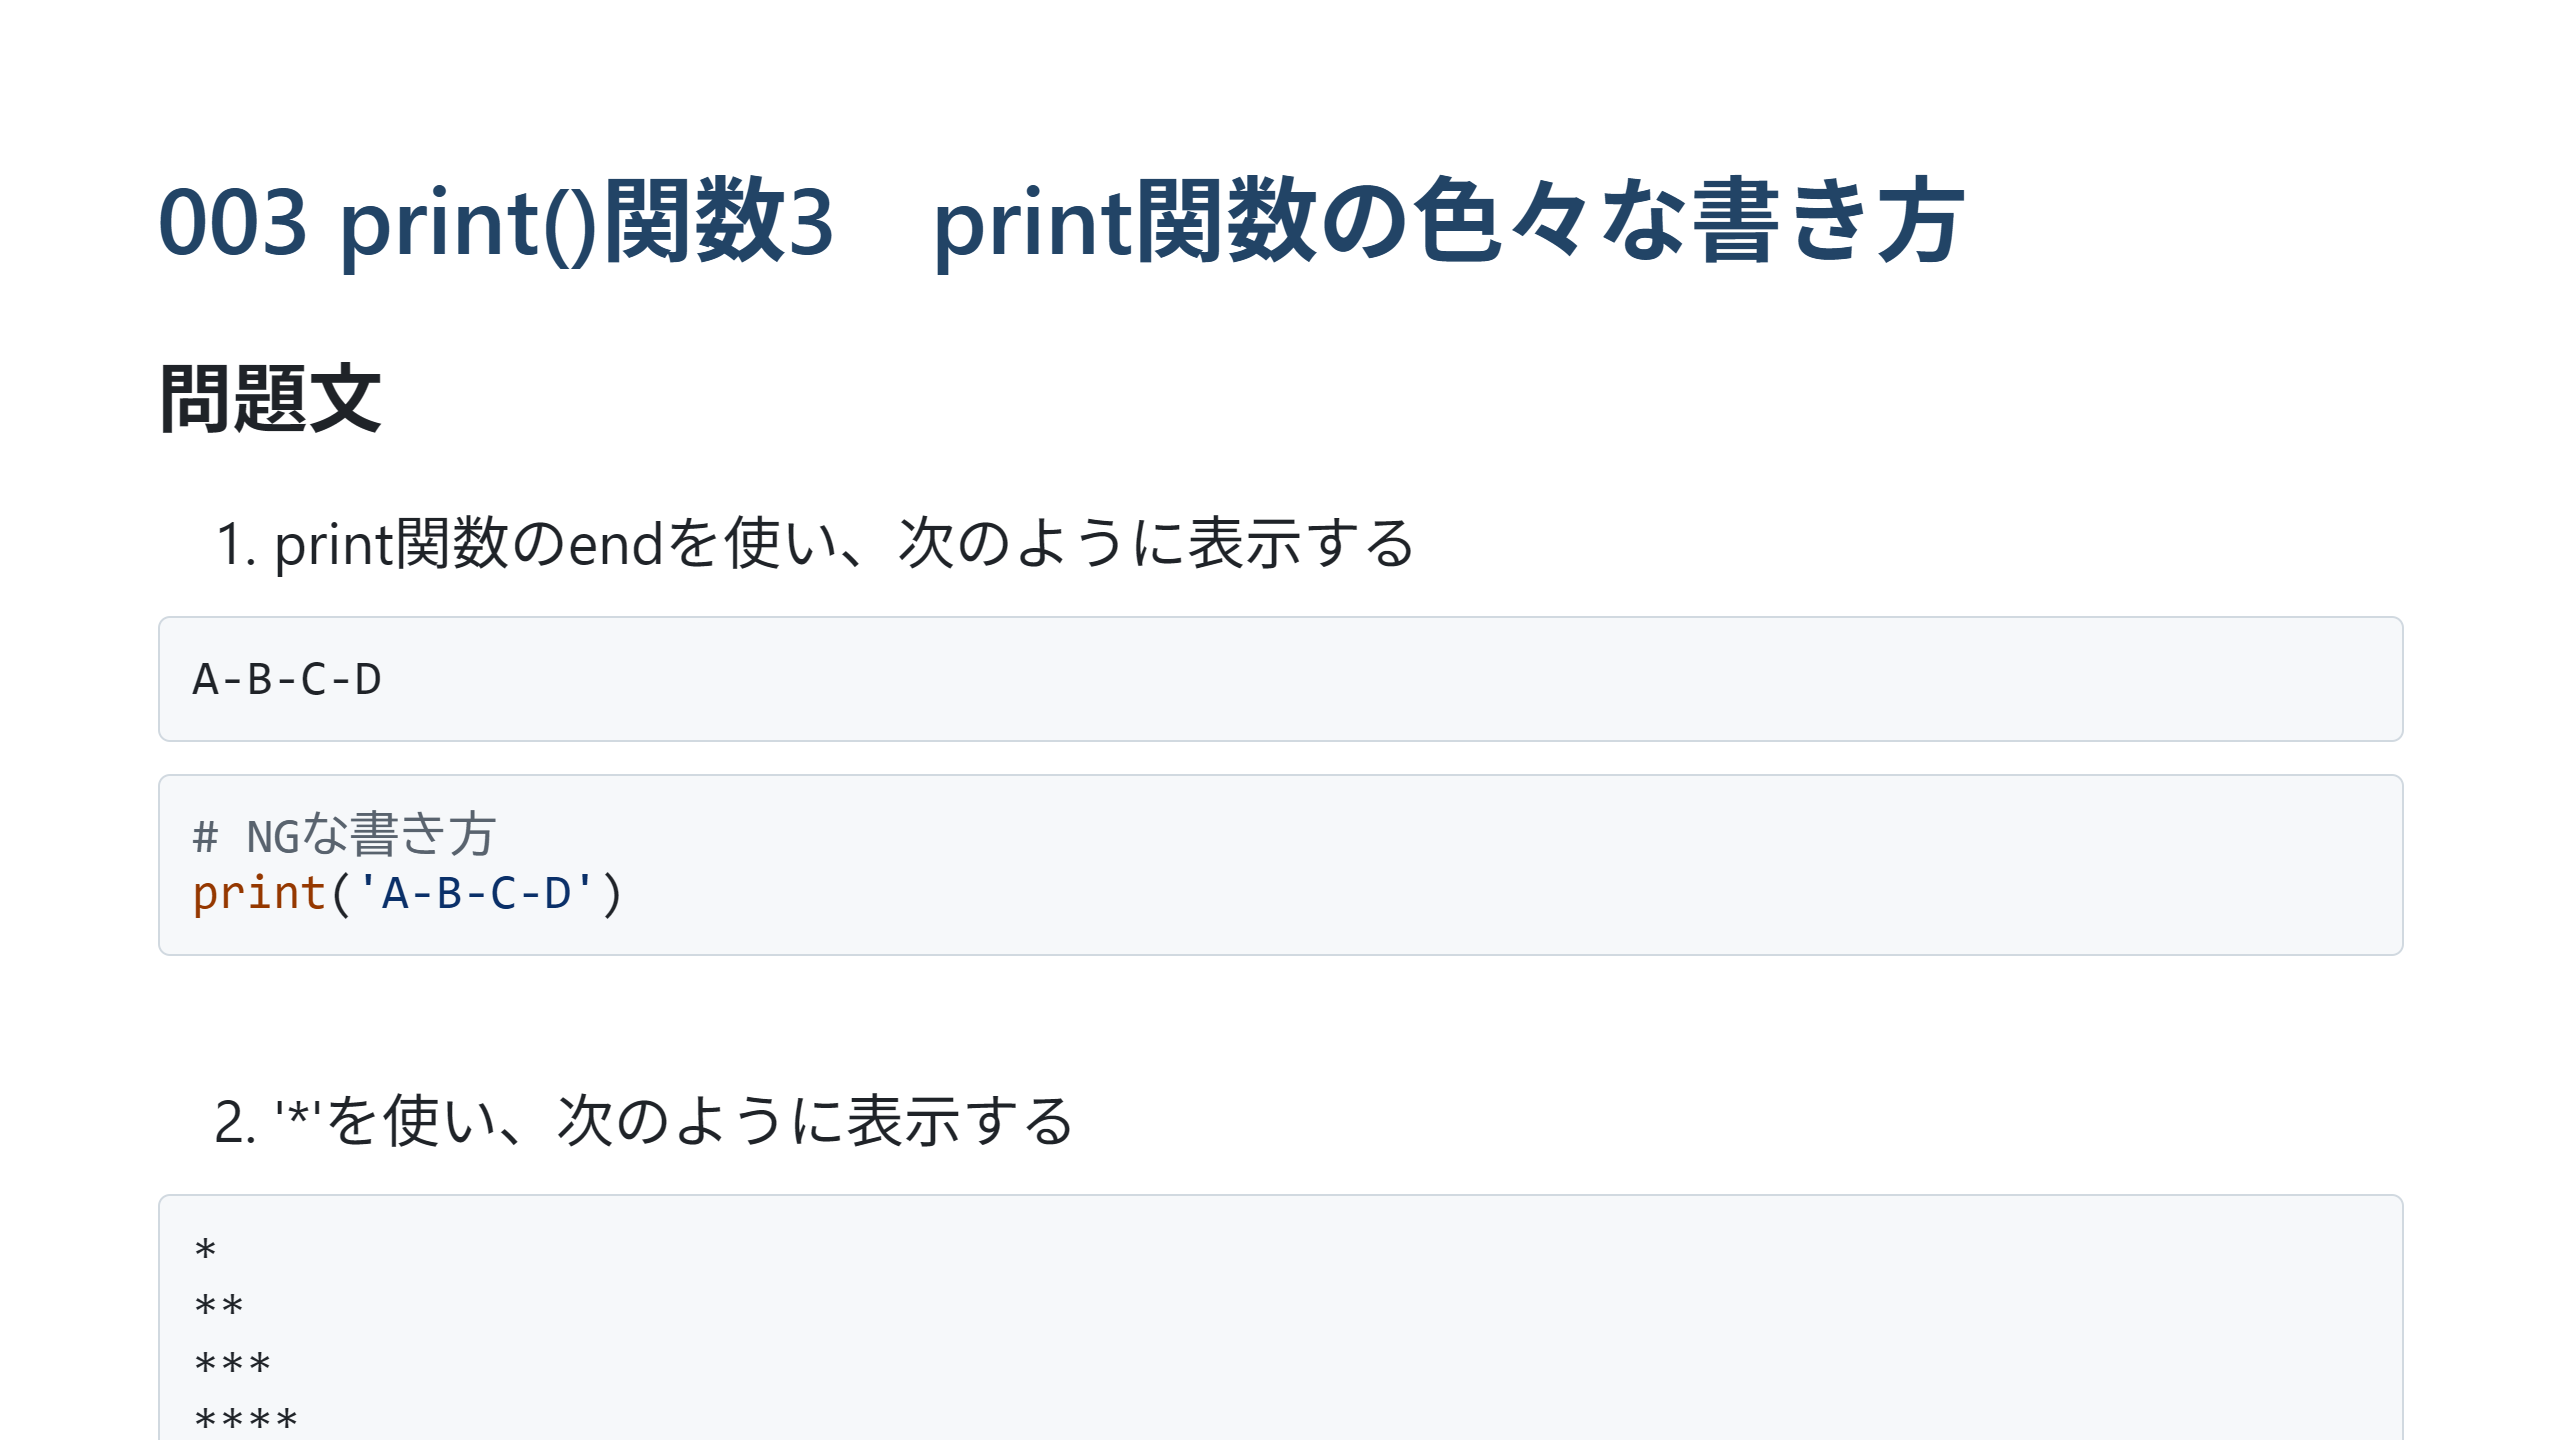 003 print()関数3　print関数の色々な書き方
問題文
1. print関数のendを使い、次のように表示する
A-B-C-D
# NGな書き方
print('A-B-C-D')
2. '*'を使い、次のように表示する
*
**
***
****